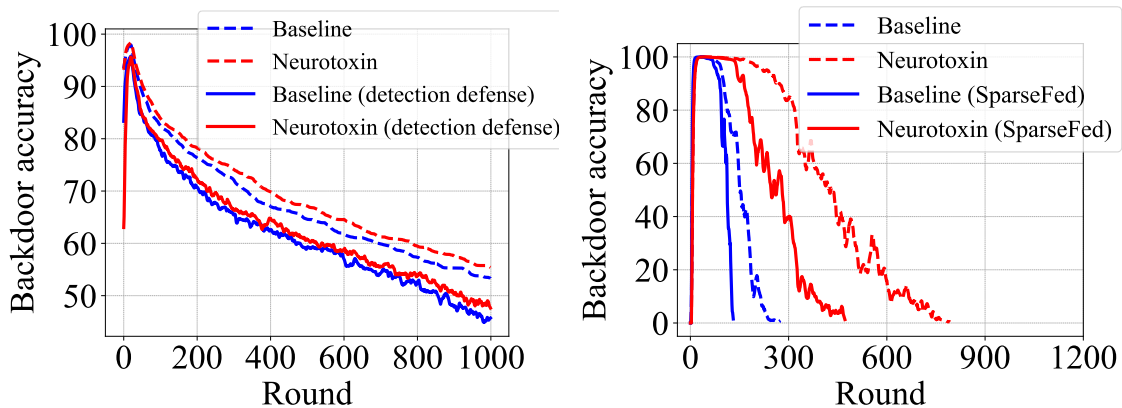 Baseline
Neurotoxin
Baseline (detection defense)
Neurotoxin (detection defense)
Backdoor accuracy
100
90
80
70
60
50
0
200
400
600
800
1000
Round
Baseline
Neurotoxin
Baseline (SparseFed)
Neurotoxin (SparseFed)
Backdoor accuracy
100
80
60
40
20
0
0
300
600
900
1200
Round